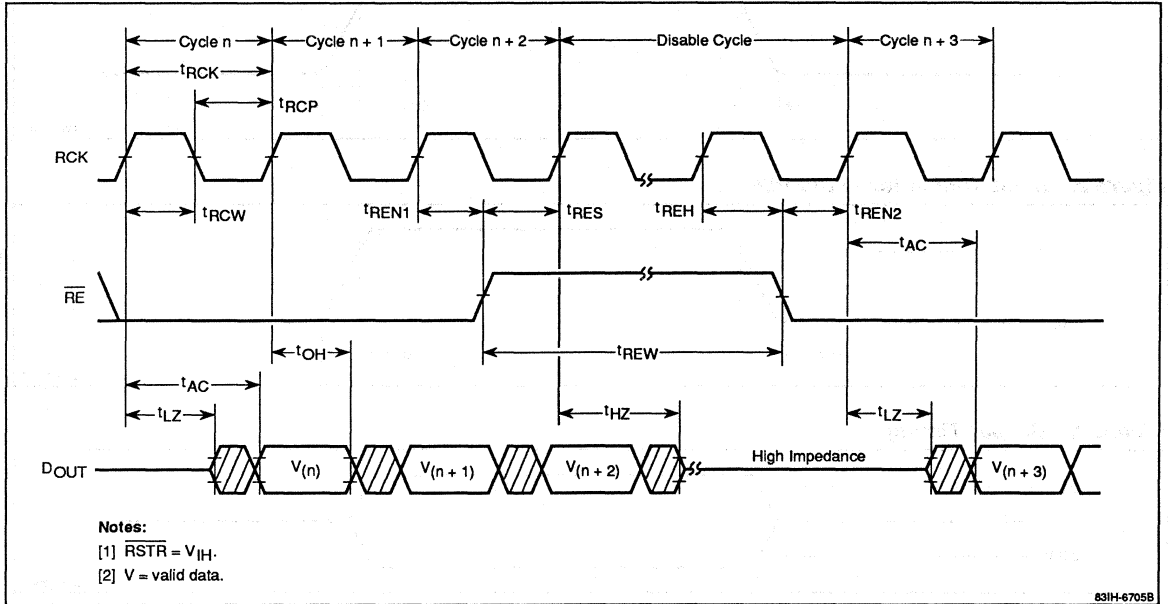 Cycle n Cycle n + 1 Cycle n + 2 Disable Cycle Cycle n + 3
tRCK
tRCP
RCK
tRCW tREN1 tRES tREH tREN2
tAC
RE
tOH tREW
tAC
tLZ tHZ tLZ
DOUT V(n) V(n + 1) V(n + 2) High Impedance V(n + 3)
Notes:
[1] RSTR = VIH.
[2] V = valid data.
83IH-6705B